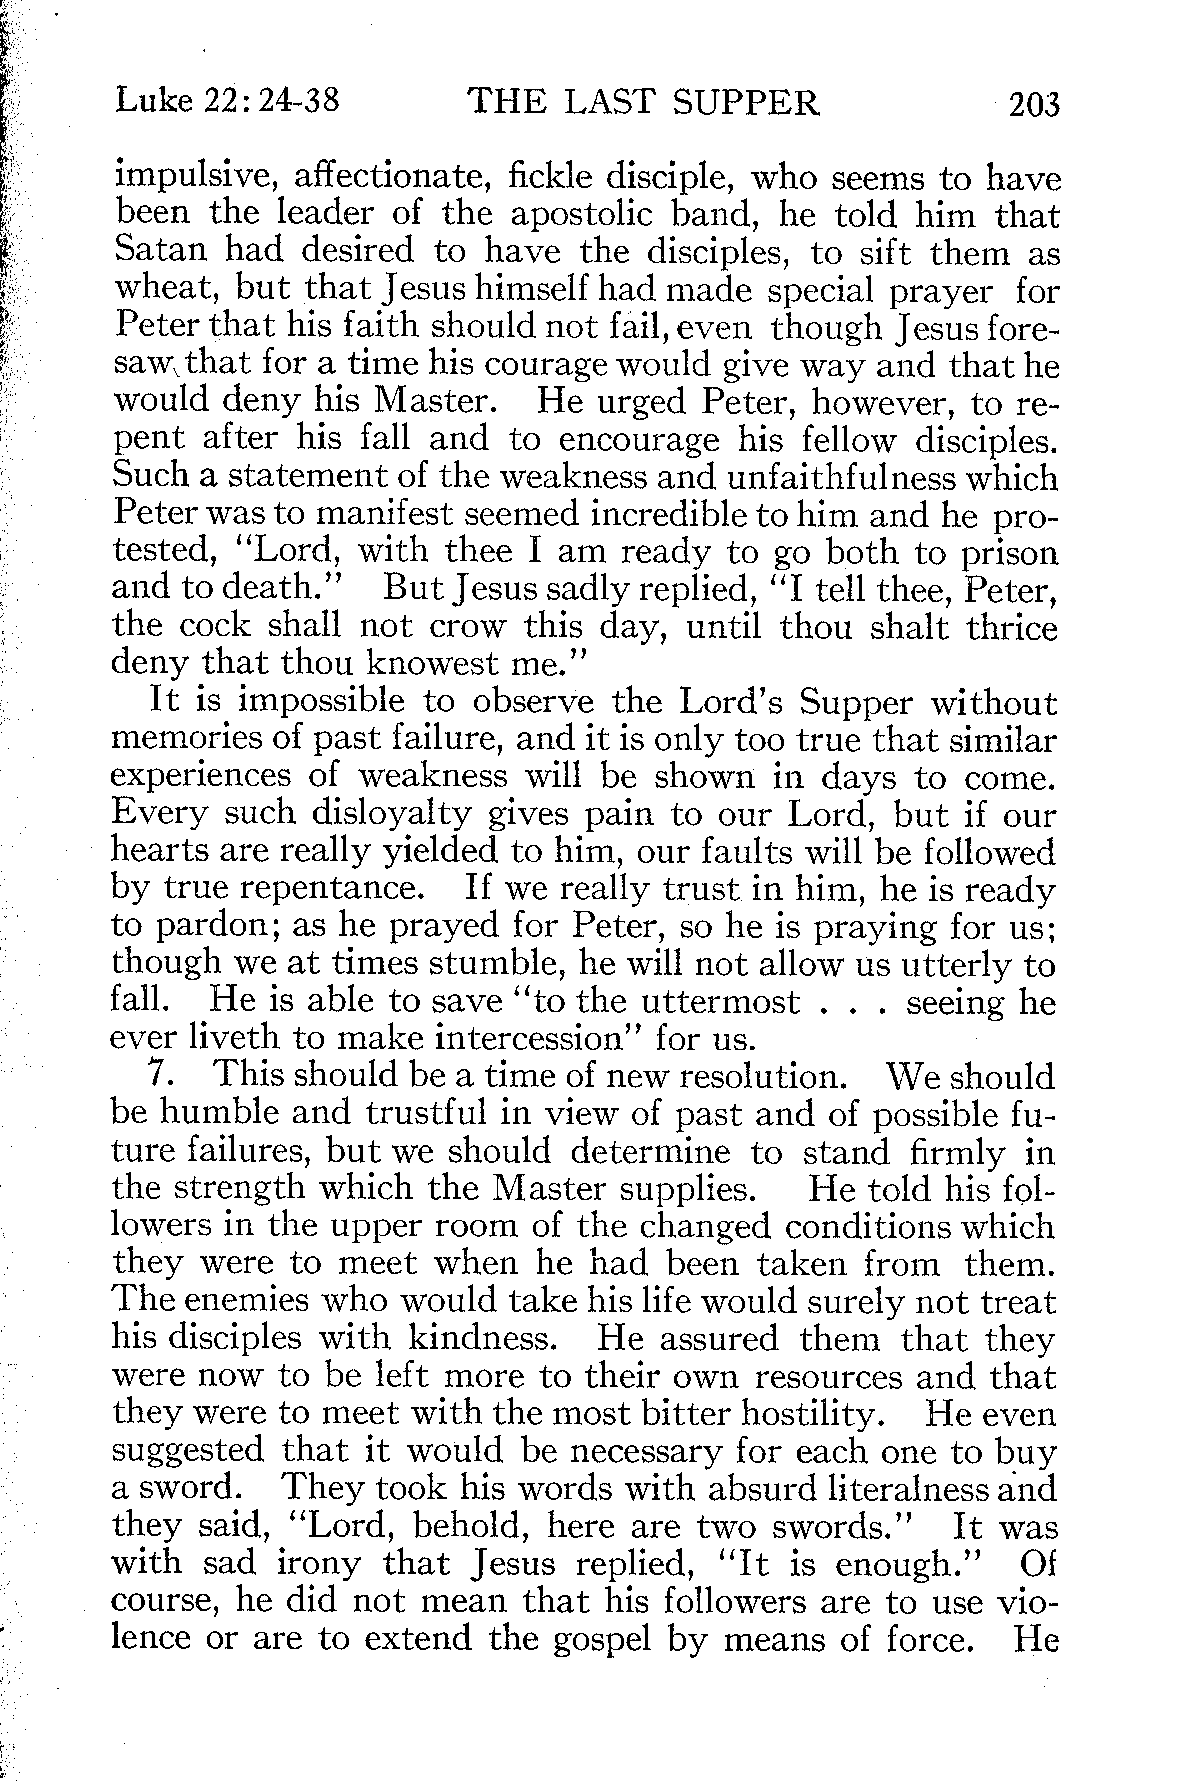 Luke 22: 24-38 THE LAST SUPPER 203
impulsive, affectionate, fickle disciple, who seems to have
been the leader of the apostolic band, he told him that
Satan had desired to have the disciples, to sift them as
wheat, but that Jesus himself had made special prayer for
Peter that his faith should not fail, even though Jesus fore-
saw that for a time his courage would give way and that he
would deny his Master. He urged Peter, however, to re-
pent after his fall and to encourage his fellow disciples.
Such a statement of the weakness and unfaithfulness which
Peter was to manifest seemed incredible to him and he pro-
tested, "Lord, with thee I am ready to go both to prison
and to death." But Jesus sadly replied, "I tell thee, Peter,
the cock shall not crow this day, until thou shalt thrice
deny that thou knowest me."
It is impossible to observe the Lord's Supper without
memories of past failure, and it is only too true that similar
experiences of weakness will be shown in days to come.
Every such disloyalty gives pain to our Lord, but if our
hearts are really yielded to him, our faults will be followed
by true repentance. If we really trust in him, he is ready
to pardon; as he prayed for Peter, so he is praying for us;
though we at times stumble, he will not allow us utterly to
fall. He is able to save "to the uttermost . . . seeing he
ever liveth to make intercession" for us.
7. This should be a time of new resolution. We should
be humble and trustful in view of past and of possible fu-
ture failures, but we should determine to stand firmly in
the strength which the Master supplies. He told his fol-
lowers in the upper room of the changed conditions which
they were to meet when he had been taken from them.
The enemies who would take his life would surely not treat
his disciples with kindness. He assured them that they
were now to be left more to their own resources and that
they were to meet with the most bitter hostility. He even
suggested that it would be necessary for each one to buy
a sword. They took his words with absurd literalness and
they said, "Lord, behold, here are two swords." It was
with sad irony that Jesus replied, "It is enough." Of
course, he did not mean that his followers are to use vio-
lence or are to extend the gospel by means of force. He